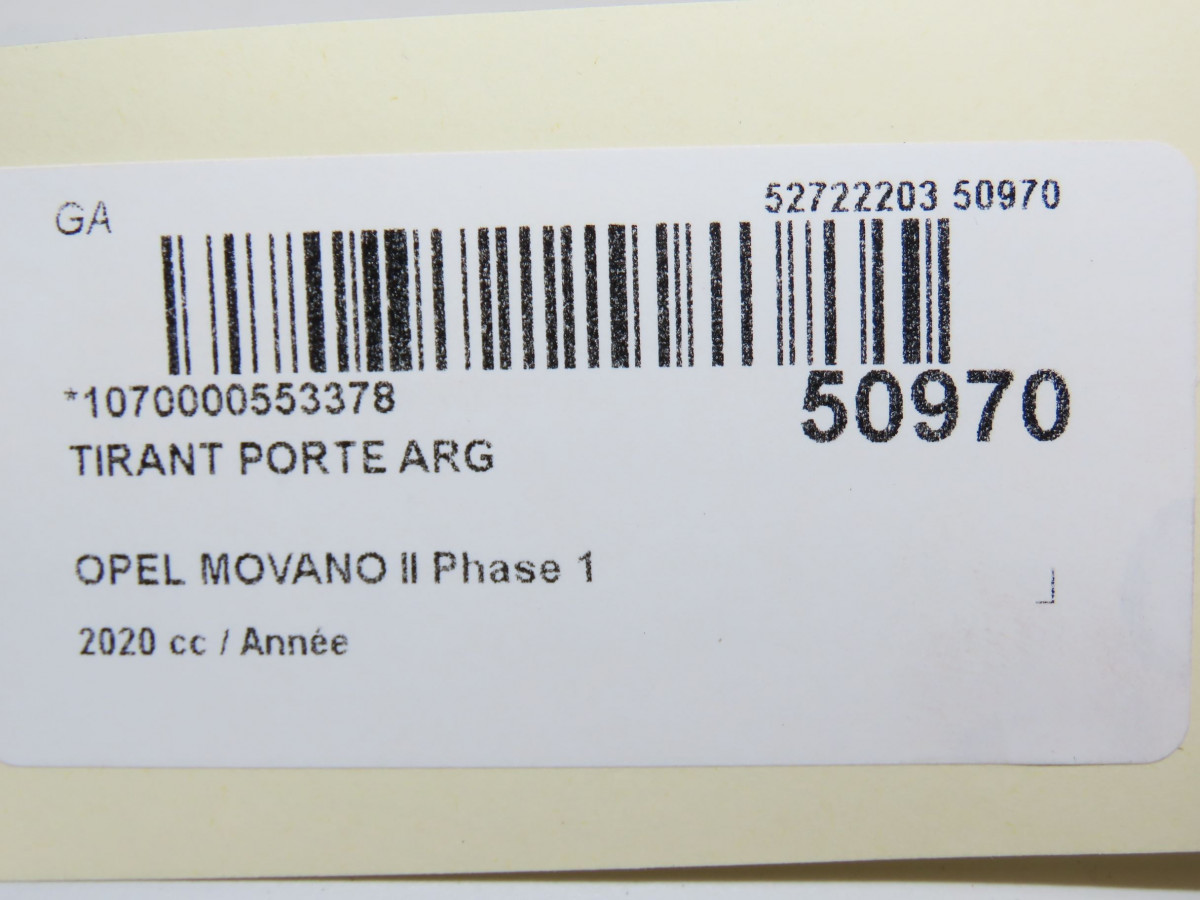 GA
52722203 50970
*1070000553378
50970
TIRANT PORTE ARG
OPEL MOVANO II Phase 1
2020 cc / Année